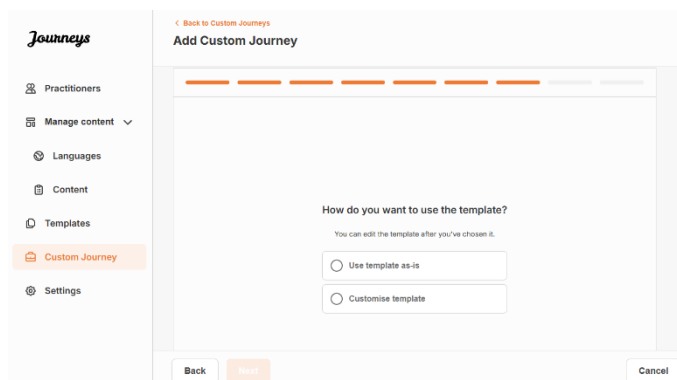 Journeys
Back to Custom Journeys
Add Custom Journey
Practitioners
Manage content
Languages
Content
Templates
Custom Journey
Settings
How do you want to use the template?
You can edit the template after you've chosen it.
Use template as-is
Customise template
Back
Next
Cancel